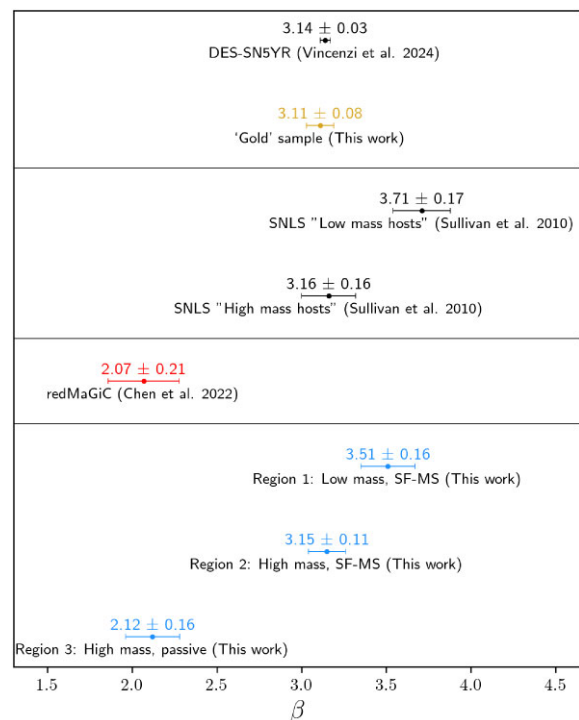 3.14 ± 0.03
DES-SN5YR (Vincenzi et al. 2024)
3.11 ± 0.08
‘Gold’ sample (This work)
3.71 ± 0.17
SNLS "Low mass hosts" (Sullivan et al. 2010)
3.16 ± 0.16
SNLS "High mass hosts" (Sullivan et al. 2010)
2.07 ± 0.21
redMaGiC (Chen et al. 2022)
3.51 ± 0.16
Region 1: Low mass, SF-MS (This work)
3.15 ± 0.11
Region 2: High mass, SF-MS (This work)
2.12 ± 0.16
Region 3: High mass, passive (This work)
1.5 2.0 2.5 3.0 3.5 4.0 4.5
β